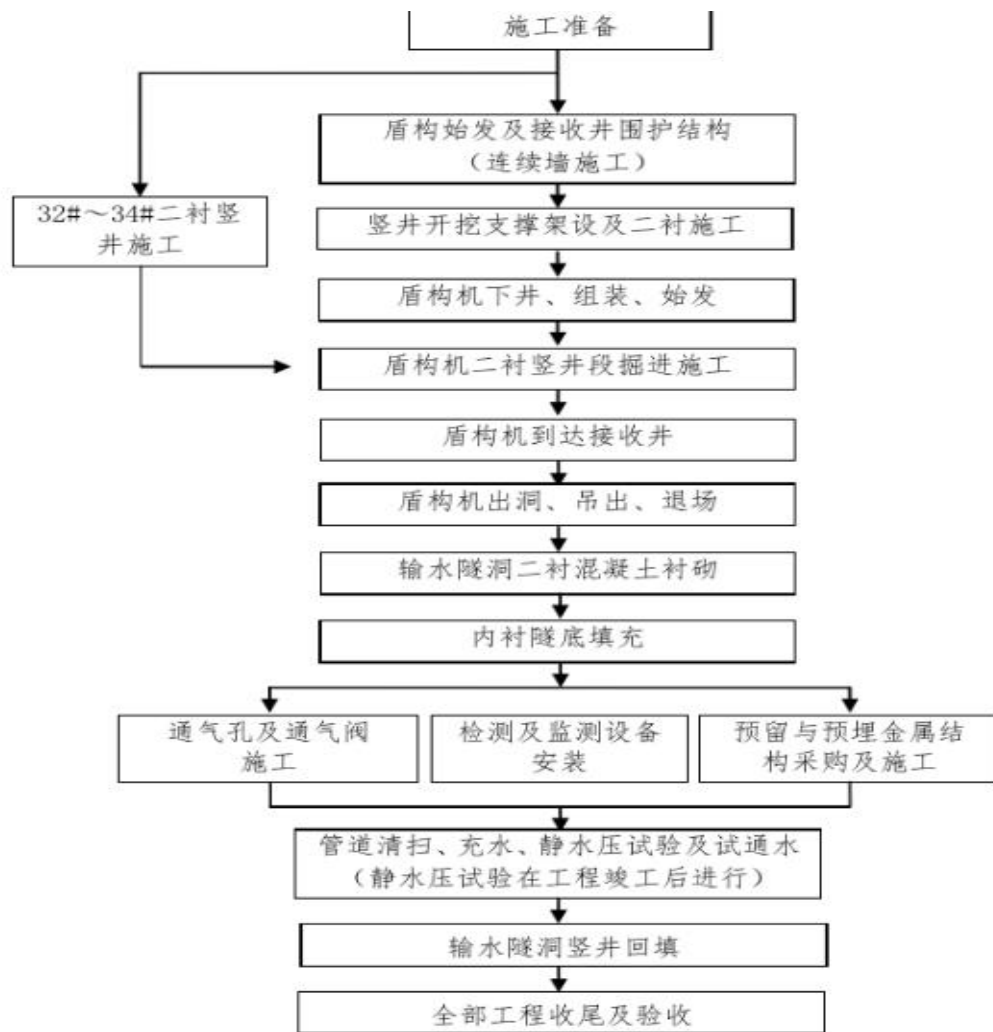 施工准备
盾构始发及接收井围护结构
（连续墙施工）
32#～34#二衬竖
井施工
竖井开挖支撑架设及二衬施工
盾构机下井、组装、始发
盾构机二衬竖井段掘进施工
盾构机到达接收井
盾构机出洞、吊出、退场
输水隧洞二衬混凝土衬砌
内衬隧底填充
通气孔及通气阀
施工
检测及监测设备
安装
预留与预埋金属结
构采购及施工
管道清扫、充水、静水压试验及试通水
（静水压试验在工程竣工后进行）
输水隧洞竖井回填
全部工程收尾及验收